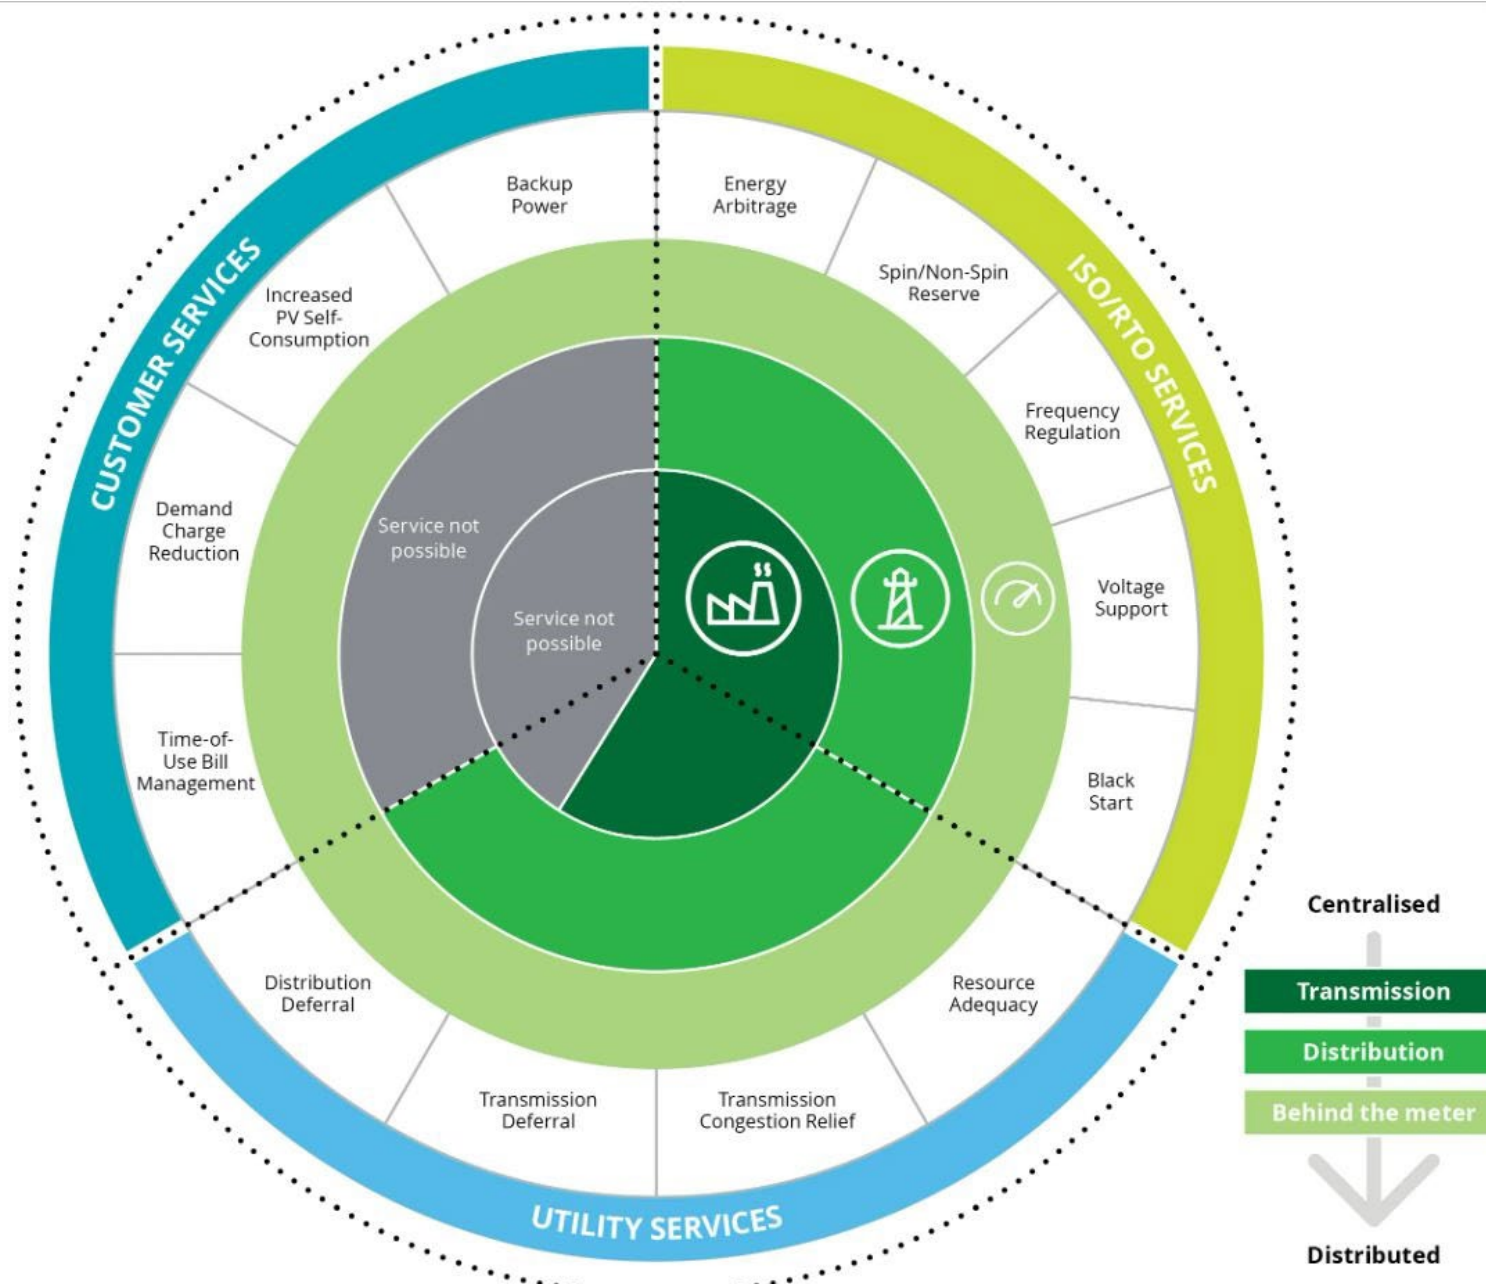 CUSTOMER SERVICES
ISO/RTO SERVICES
UTILITY SERVICES
Backup
Power
Energy
Arbitrage
Spin/Non-Spin
Reserve
Increased
PV Self-
Consumption
Frequency
Regulation
Demand
Charge
Reduction
Service not
possible
Service not
possible
Voltage
Support
Time-of-
Use Bill
Management
Black
Start
Distribution
Deferral
Resource
Adequacy
Transmission
Deferral
Transmission
Congestion Relief
Centralised
Transmission
Distribution
Behind the meter
Distributed